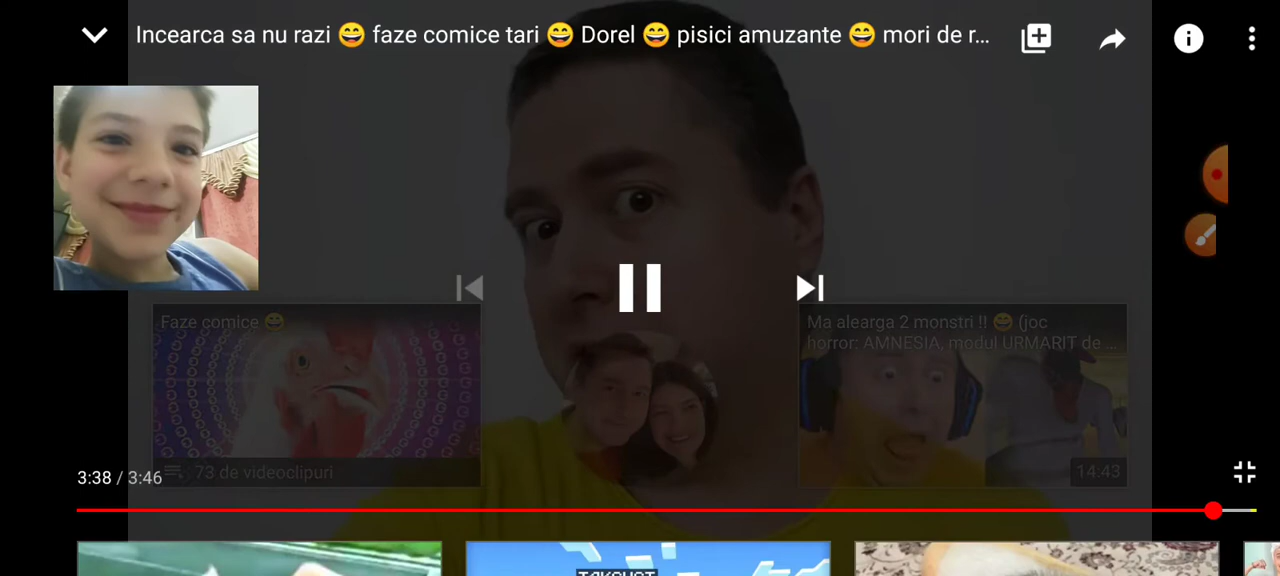 Incearca sa nu razi 😄 faze comice tari 😄 Dorel 😄 pisici amuzante 😄 mori de r...
Faze comice 😄
Ma alearga 2 monstri !! 😄 (joc
horror: AMNESIA, modul URMARIT de ...
73 de videoclipuri
14:43
3:38 / 3:46